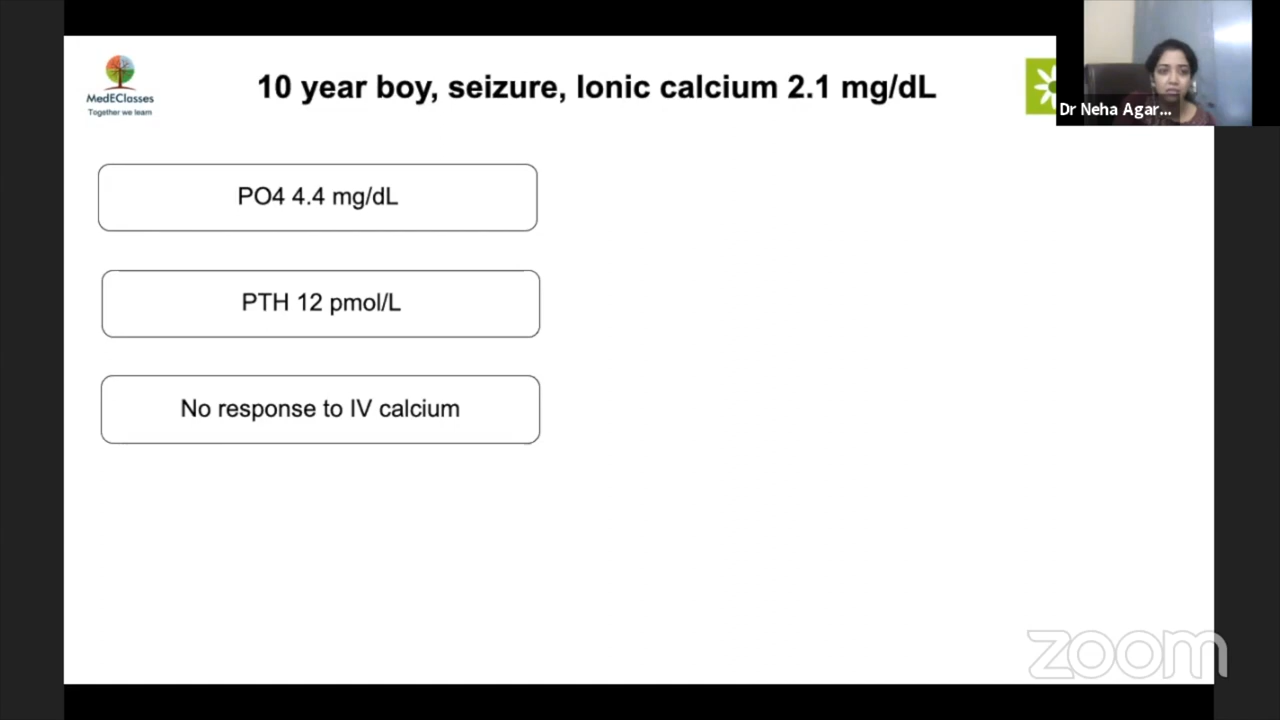 MedEClasses
Together we learn
10 year boy, seizure, Ionic calcium 2.1 mg/dL
Dr Neha Agar...
PO4 4.4 mg/dL
PTH 12 pmol/L
No response to IV calcium
zoom